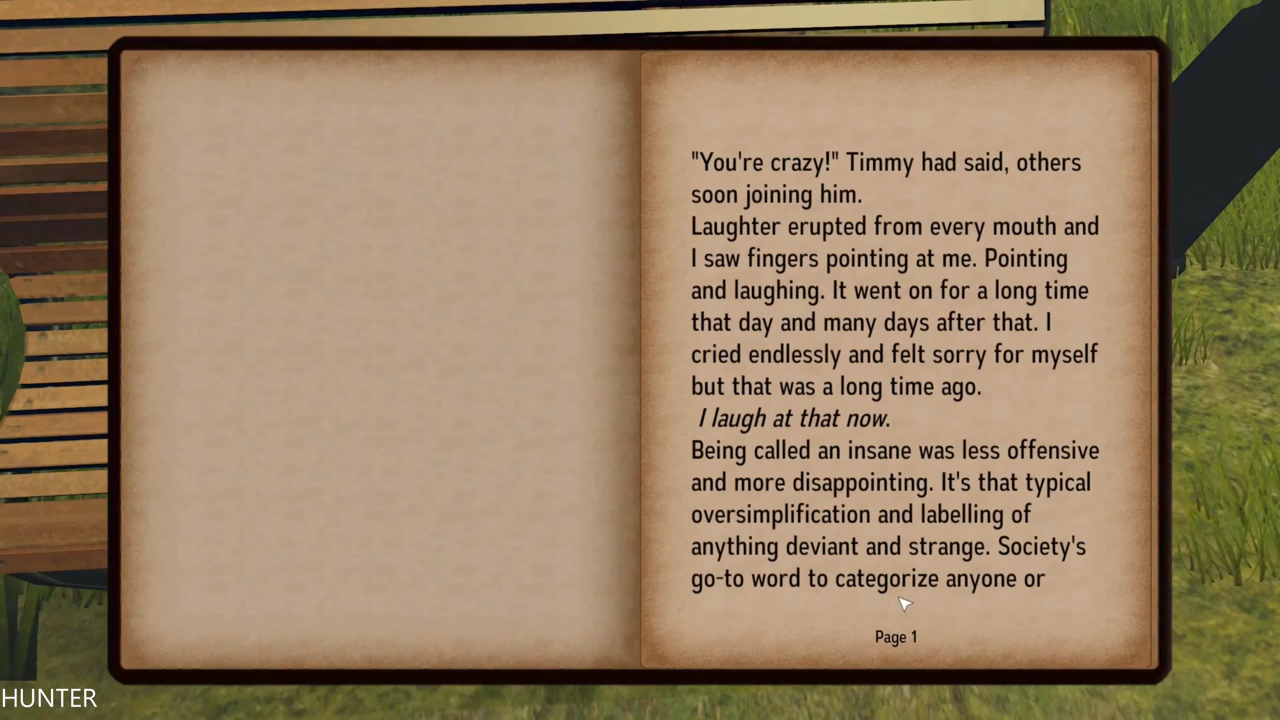 "You're crazy!" Timmy had said, others
soon joining him.
Laughter erupted from every mouth and
I saw fingers pointing at me. Pointing
and laughing. It went on for a long time
that day and many days after that. I
cried endlessly and felt sorry for myself
but that was a long time ago.
I laugh at that now.
Being called an insane was less offensive
and more disappointing. It's that typical
oversimplification and labelling of
anything deviant and strange. Society's
go-to word to categorize anyone or
Page 1
HUNTER